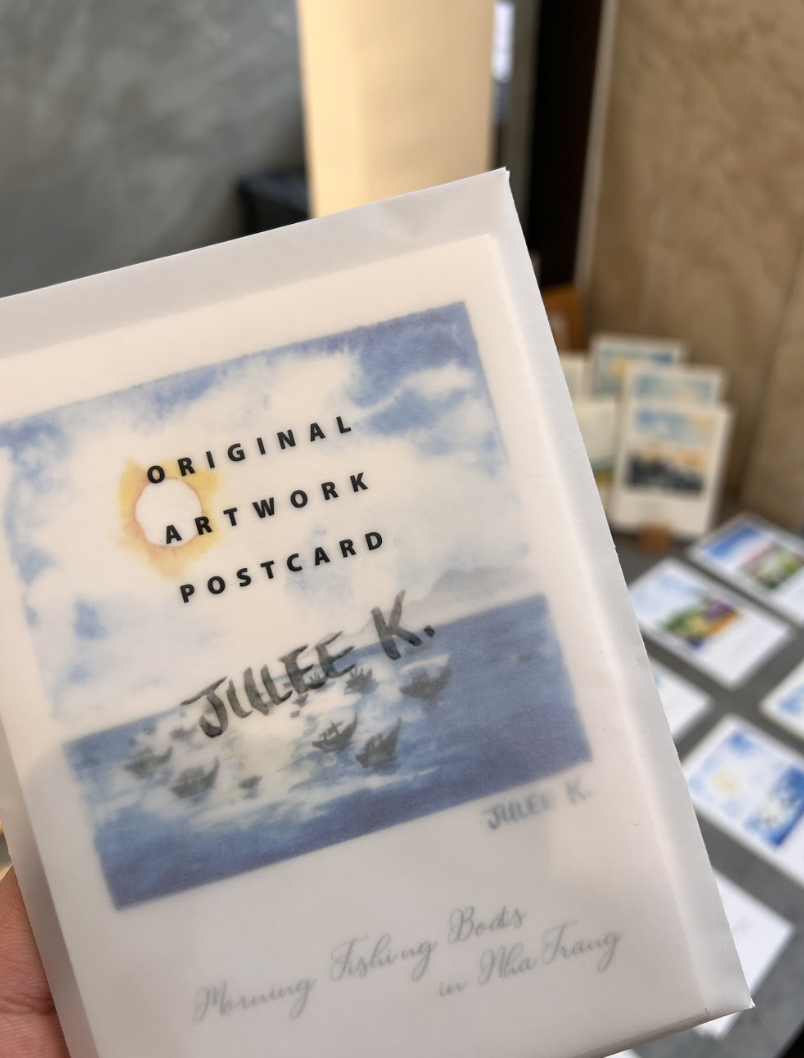 ORIGINAL
ARTWORK
POSTCARD
JULEE K.
JULEE K.
Morning Fishing Boats
in Nha Trang